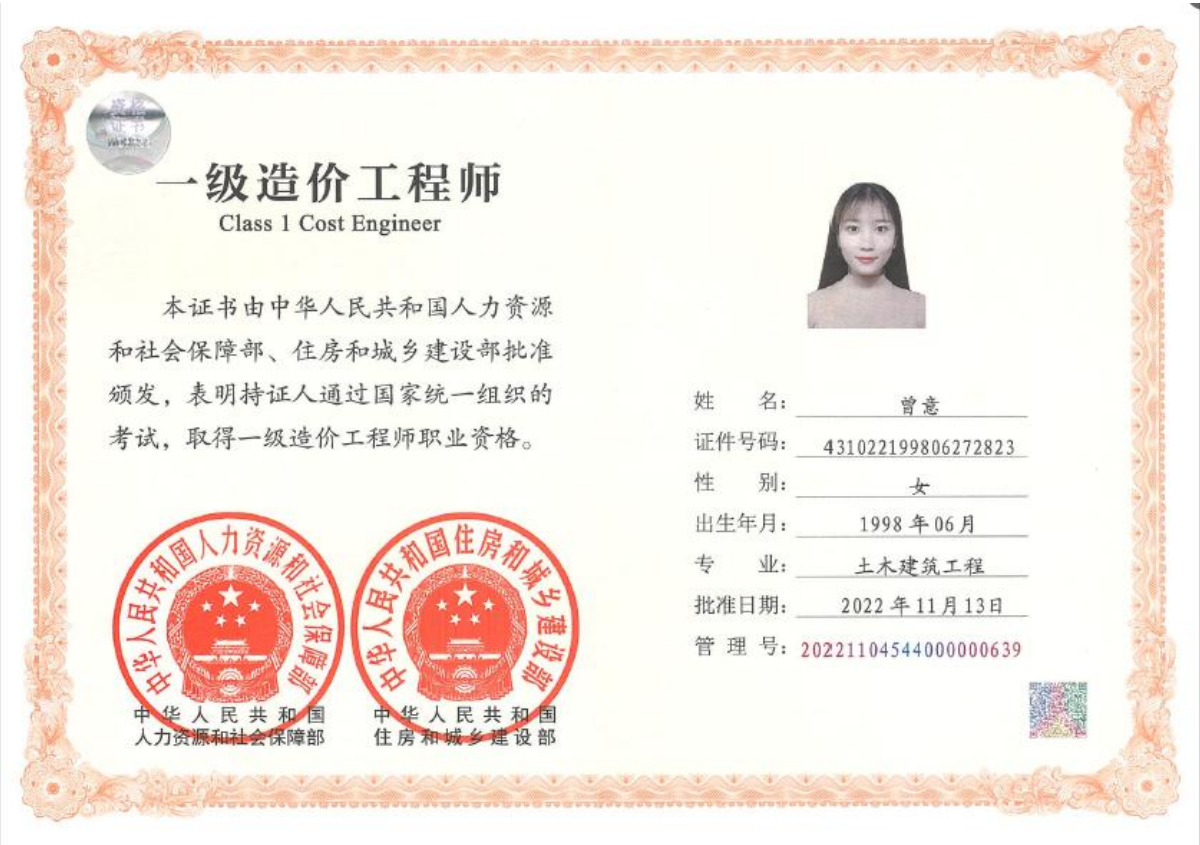 资格
证书
一级造价工程师
Class 1 Cost Engineer
本证书由中华人民共和国人力资源
和社会保障部、住房和城乡建设部批准
颁发，表明持证人通过国家统一组织的
考试，取得一级造价工程师职业资格。
中华人民共和国人力资源和社会保障部
中华人民共和国
人力资源和社会保障部
中华人民共和国住房和城乡建设部
中华人民共和国
住房和城乡建设部
姓名：曾意
证件号码：431022199806272823
性别：女
出生年月：1998年06月
专业：土木建筑工程
批准日期：2022年11月13日
管理号：20221104544000000639